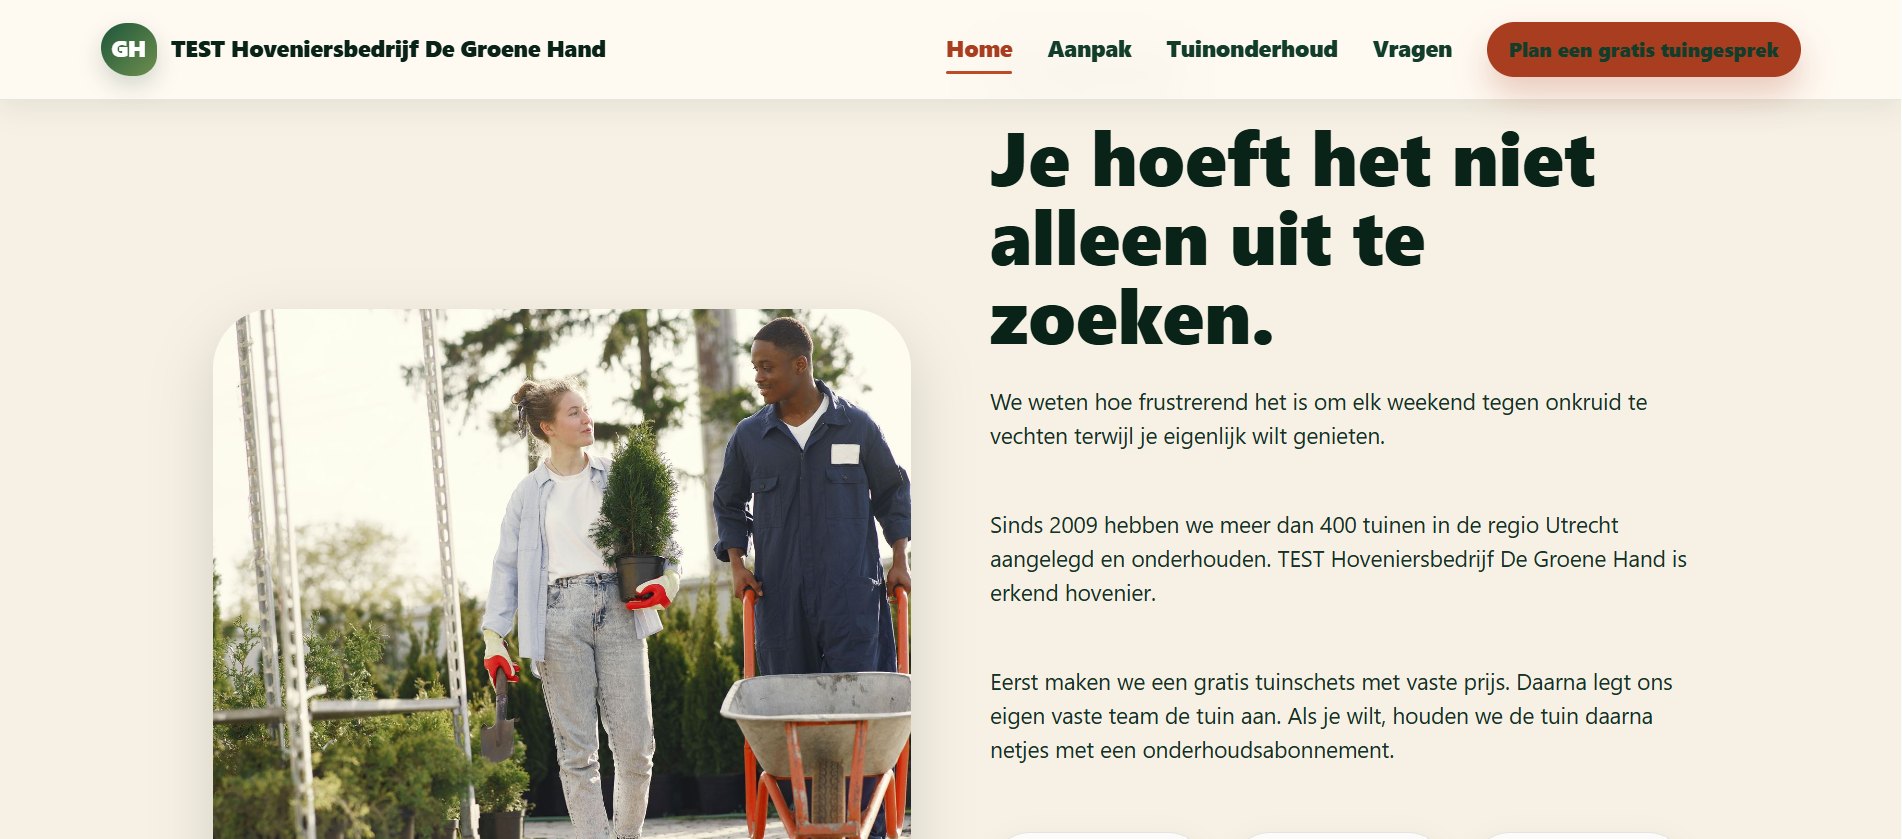 GH TEST Hoveniersbedrijf De Groene Hand Home Aanpak Tuinonderhoud Vragen Plan een gratis tuingesprek
Je hoeft het niet
alleen uit te
zoeken.
We weten hoe frustrerend het is om elk weekend tegen onkruid te
vechten terwijl je eigenlijk wilt genieten.
Sinds 2009 hebben we meer dan 400 tuinen in de regio Utrecht
aangelegd en onderhouden. TEST Hoveniersbedrijf De Groene Hand is
erkend hovenier.
Eerst maken we een gratis tuinschets met vaste prijs. Daarna legt ons
eigen vaste team de tuin aan. Als je wilt, houden we de tuin daarna
netjes met een onderhoudsabonnement.